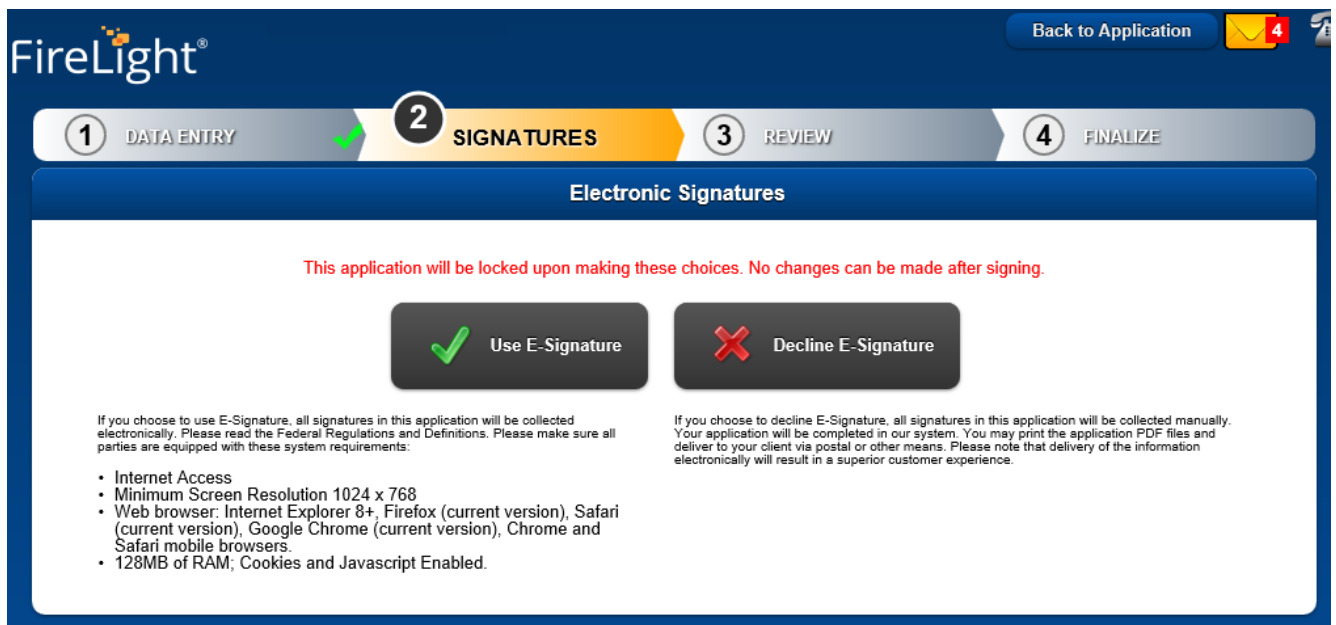 Back to Application
4
FireLight®
1 DATA ENTRY
2 SIGNATURES
3 REVIEW
4 FINALIZE
Electronic Signatures
This application will be locked upon making these choices. No changes can be made after signing.
Use E-Signature
Decline E-Signature
If you choose to use E-Signature, all signatures in this application will be collected
electronically. Please read the Federal Regulations and Definitions. Please make sure all
parties are equipped with these system requirements:
• Internet Access
• Minimum Screen Resolution 1024 x 768
• Web browser: Internet Explorer 8+, Firefox (current version), Safari
(current version), Google Chrome (current version), Chrome and
Safari mobile browsers.
• 128MB of RAM; Cookies and Javascript Enabled.
If you choose to decline E-Signature, all signatures in this application will be collected manually.
Your application will be completed in our system. You may print the application PDF files and
deliver to your client via postal or other means. Please note that delivery of the information
electronically will result in a superior customer experience.